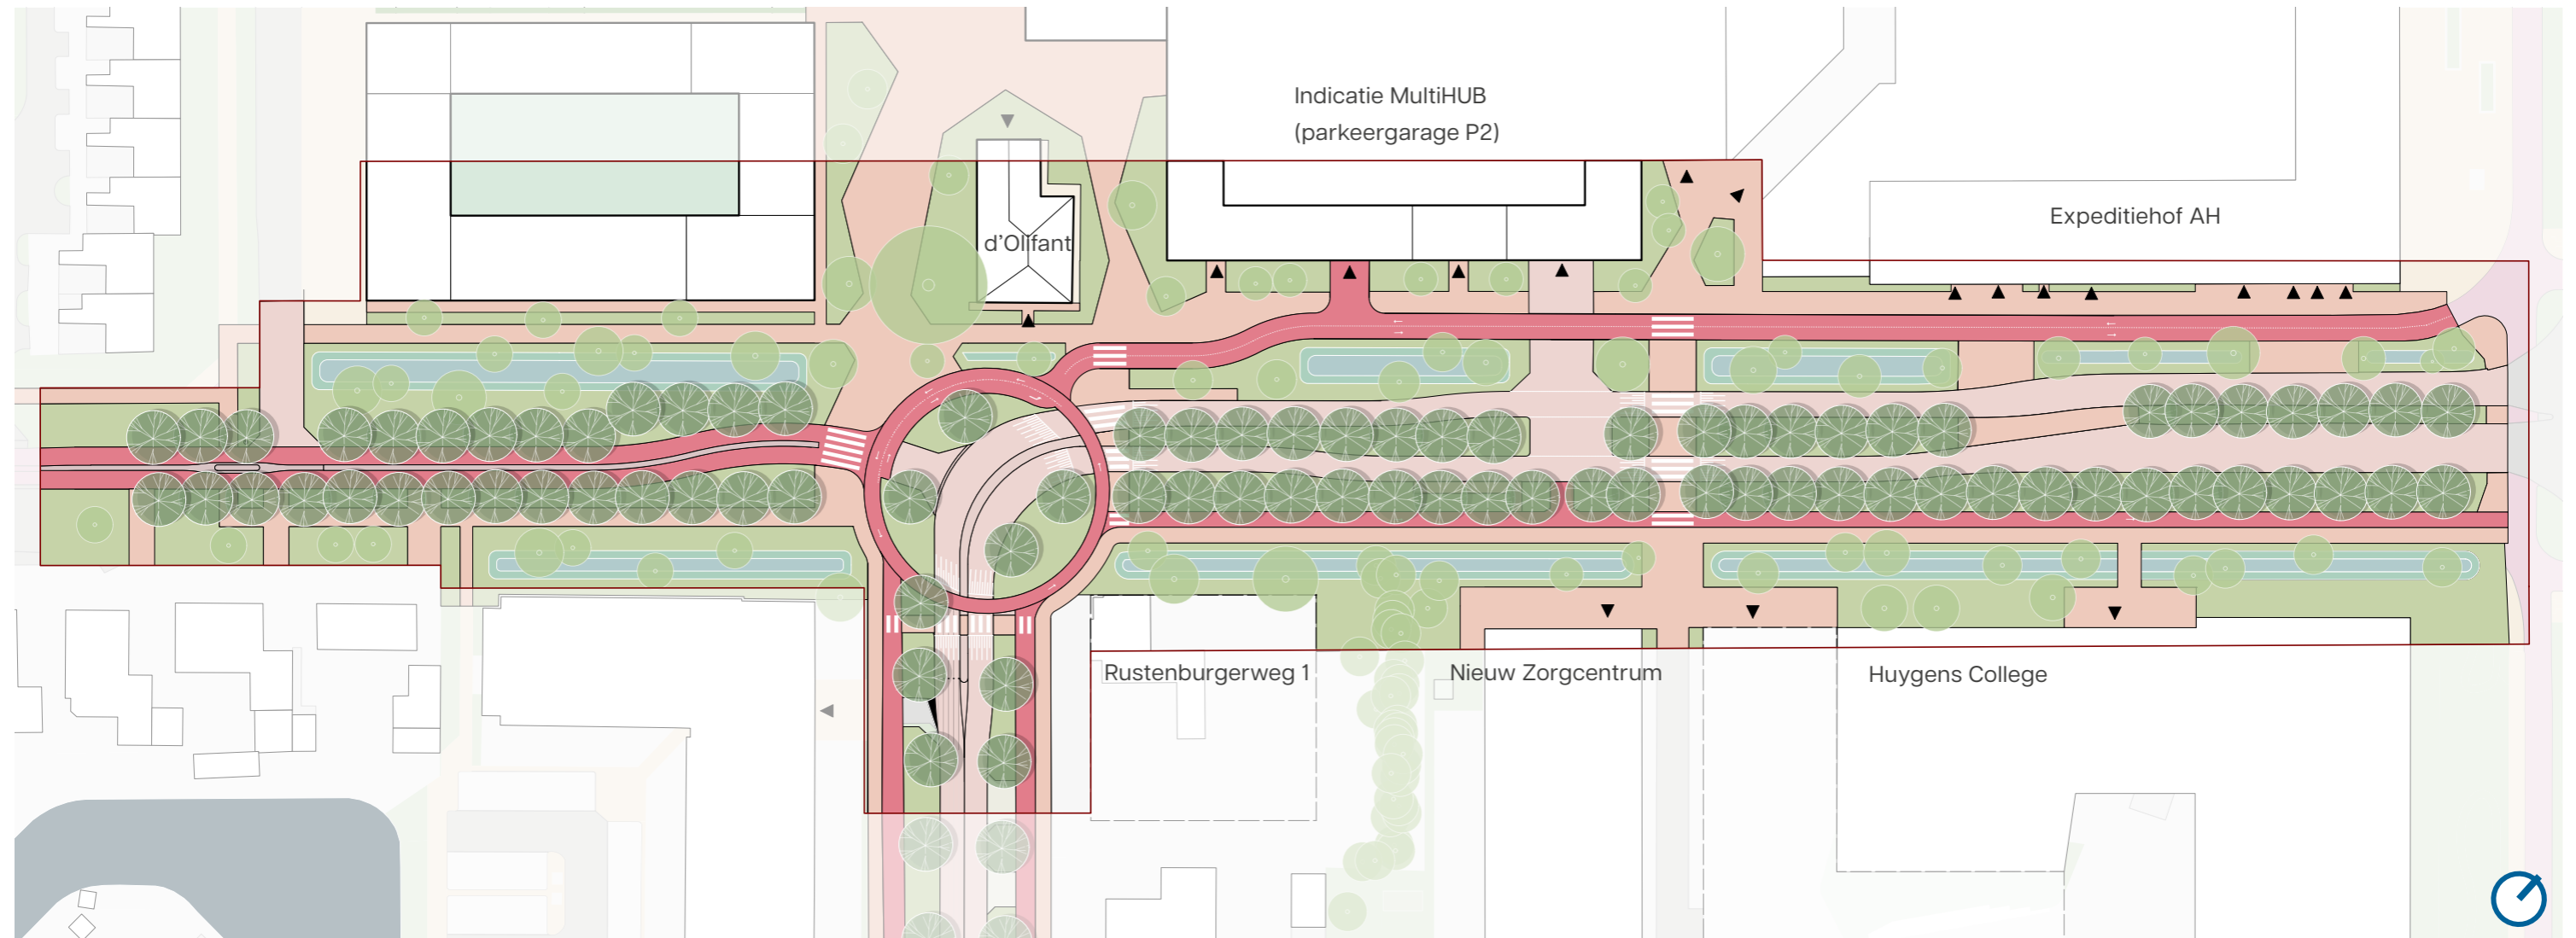 Indicatie MultiHUB
(parkeergarage P2)
Expeditiehof AH
d'Olifant
Rustenburgerweg 1
Nieuw Zorgcentrum
Huygens College